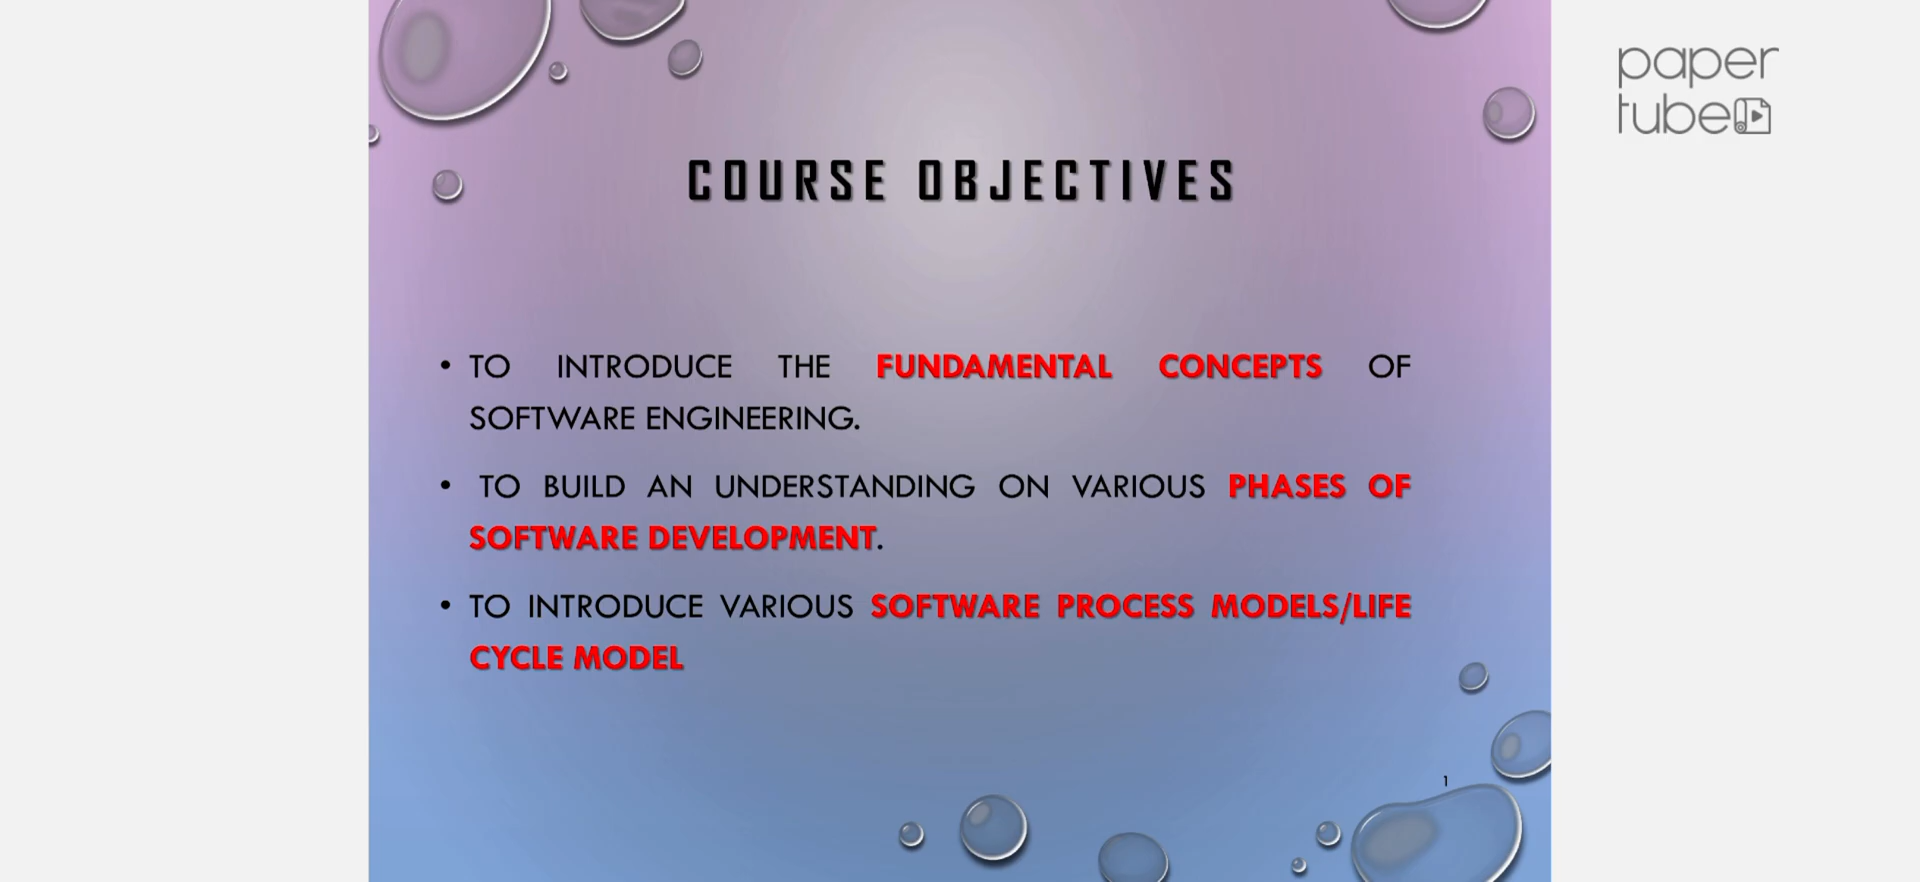 paper
tube
COURSE OBJECTIVES
• TO INTRODUCE THE FUNDAMENTAL CONCEPTS OF
SOFTWARE ENGINEERING.
• TO BUILD AN UNDERSTANDING ON VARIOUS PHASES OF
SOFTWARE DEVELOPMENT.
• TO INTRODUCE VARIOUS SOFTWARE PROCESS MODELS/LIFE
CYCLE MODEL
1